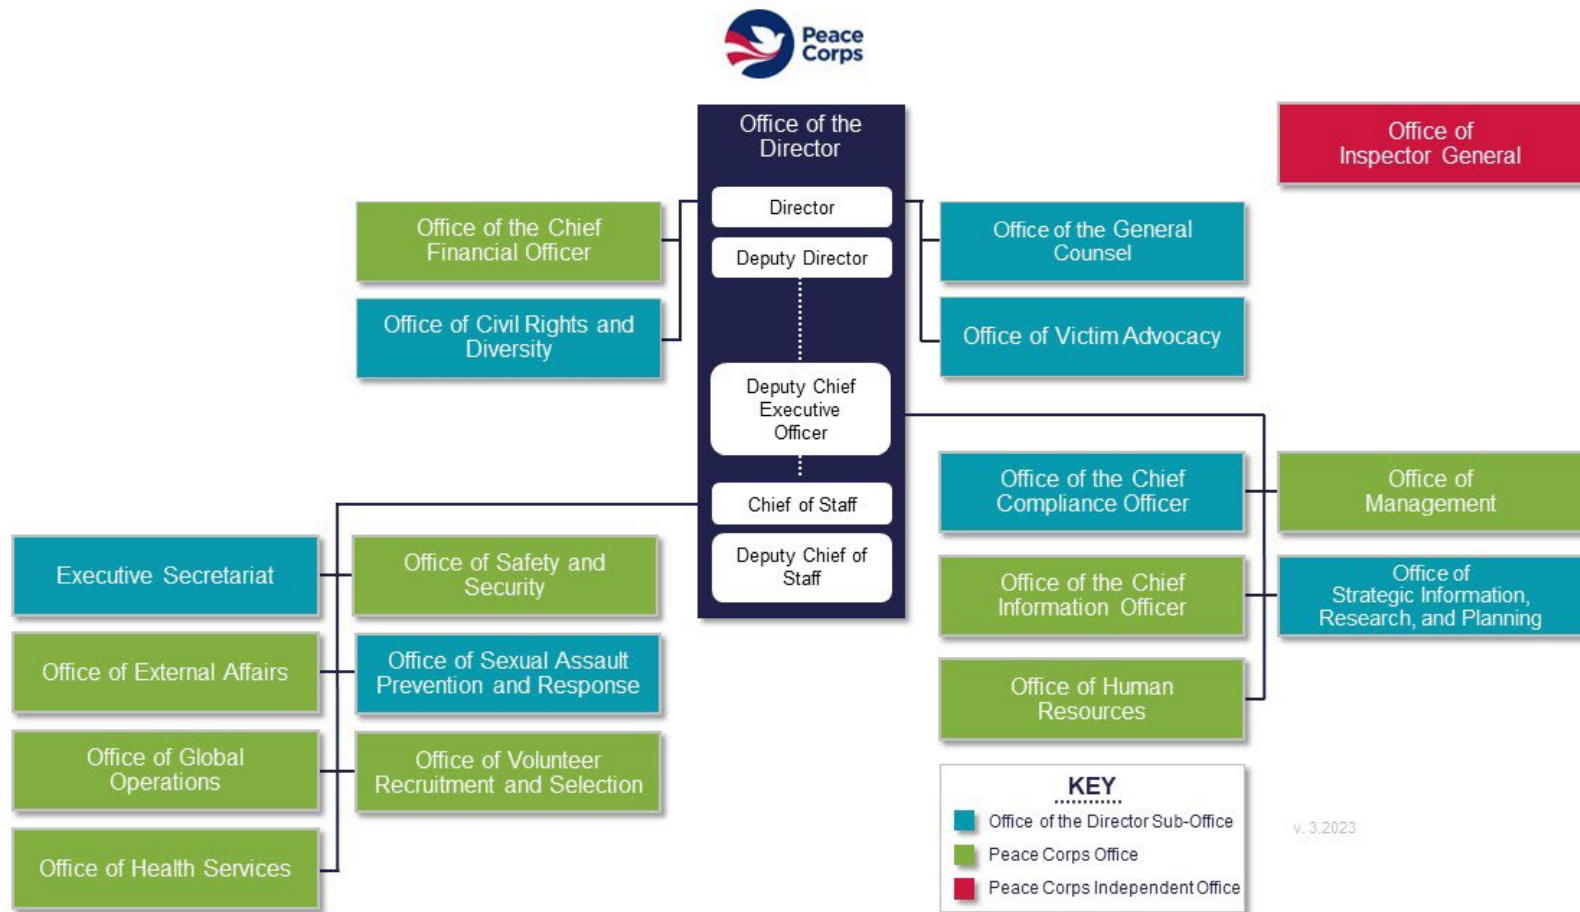 Peace
Corps
Office of the
Director
Director
Deputy Director
Deputy Chief
Executive
Officer
Chief of Staff
Deputy Chief of
Staff
Office of
Inspector General
Office of the Chief
Financial Officer
Office of Civil Rights and
Diversity
Office of the General
Counsel
Office of Victim Advocacy
Office of the Chief
Compliance Officer
Office of
Management
Office of the Chief
Information Officer
Office of
Strategic Information,
Research, and Planning
Office of Human
Resources
Executive Secretariat
Office of Safety and
Security
Office of External Affairs
Office of Sexual Assault
Prevention and Response
Office of Global
Operations
Office of Volunteer
Recruitment and Selection
Office of Health Services
KEY
Office of the Director Sub-Office
Peace Corps Office
Peace Corps Independent Office
v. 3.2023